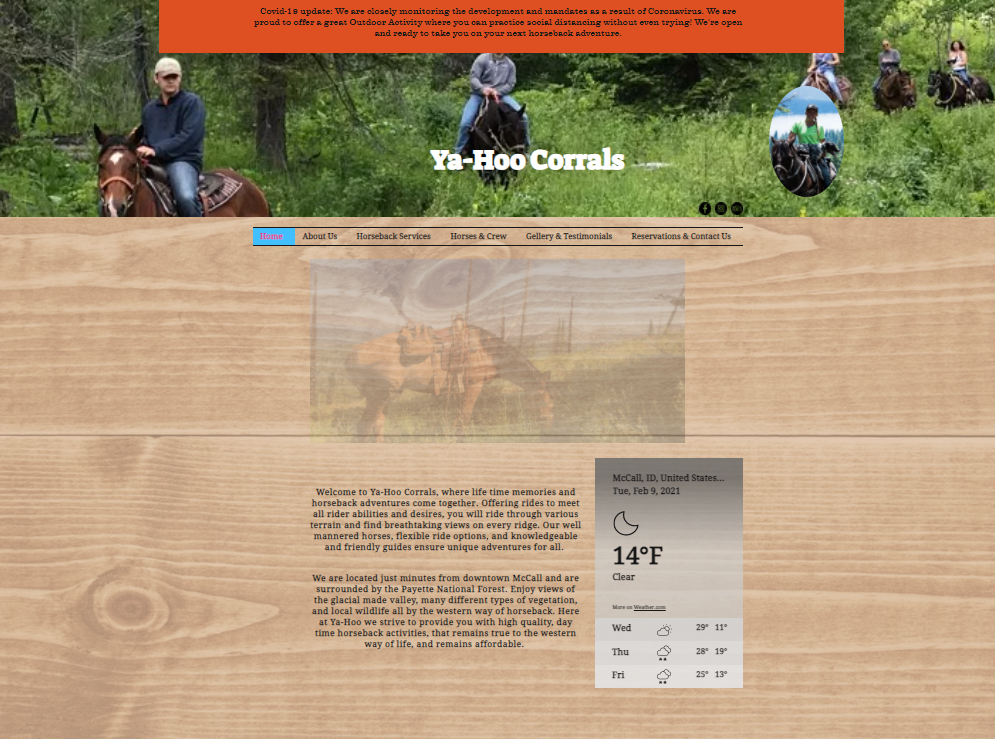 Covid-19 update: We are closely monitoring the development and mandates as a result of Coronavirus. We are
proud to offer a great Outdoor Activity where you can practice social distancing without even trying! We're open
and ready to take you on your next horseback adventure.
Ya-Hoo Corrals
Home About Us Horseback Services Horses & Crew Gellery & Testimonials Reservations & Contact Us
McCall, ID, United States...
Tue, Feb 9, 2021
14°F
Clear
More on Weather.com
Wed 29° 11°
Thu 28° 19°
Fri 25° 13°
Welcome to Ya-Hoo Corrals, where life time memories and
horseback adventures come together. Offering rides to meet
all rider abilities and desires, you will ride through various
terrain and find breathtaking views on every ridge. Our well
mannered horses, flexible ride options, and knowledgeable
and friendly guides ensure unique adventures for all.
We are located just minutes from downtown McCall and are
surrounded by the Payette National Forest. Enjoy views of
the glacial made valley, many different types of vegetation,
and local wildlife all by the western way of horseback. Here
at Ya-Hoo we strive to provide you with high quality, day
time horseback activities, that remains true to the western
way of life, and remains affordable.